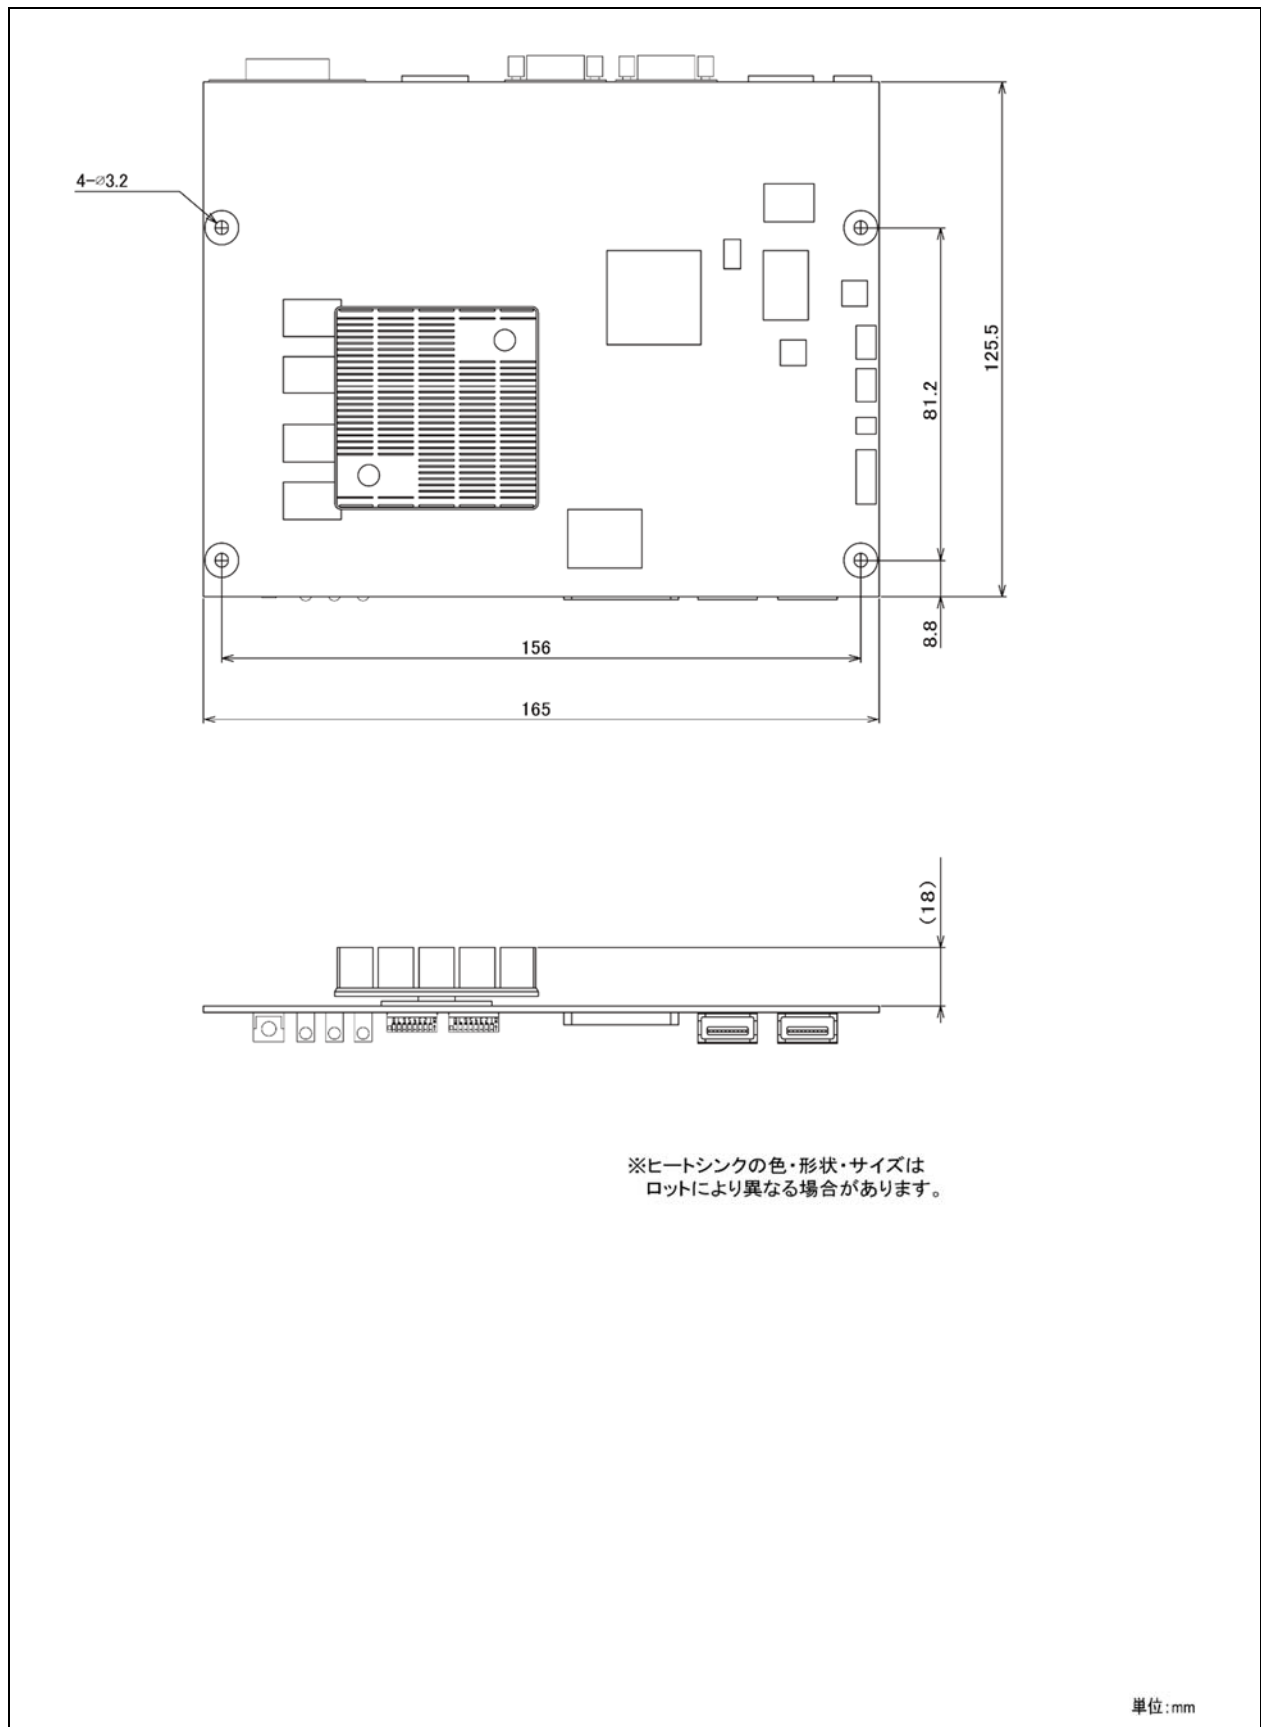 4-⌀3.2
125.5
81.2
8.8
156
165
(18)
※ヒートシンクの色・形状・サイズは
ロットにより異なる場合があります。
単位:mm